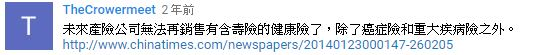 T
TheCrowermeet 2 年前
未來產險公司無法再銷售有含壽險的健康險了，除了癌症險和重大疾病險之外。
http://www.chinatimes.com/newspapers/20140123000147-260205